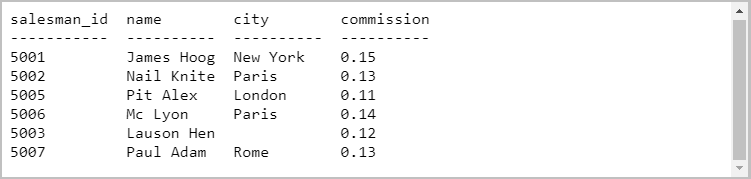 salesman_id  name        city        commission
-----------  ----------  ----------  ----------
5001         James Hoog  New York    0.15
5002         Nail Knite  Paris       0.13
5005         Pit Alex    London      0.11
5006         Mc Lyon     Paris       0.14
5003         Lauson Hen              0.12
5007         Paul Adam   Rome        0.13